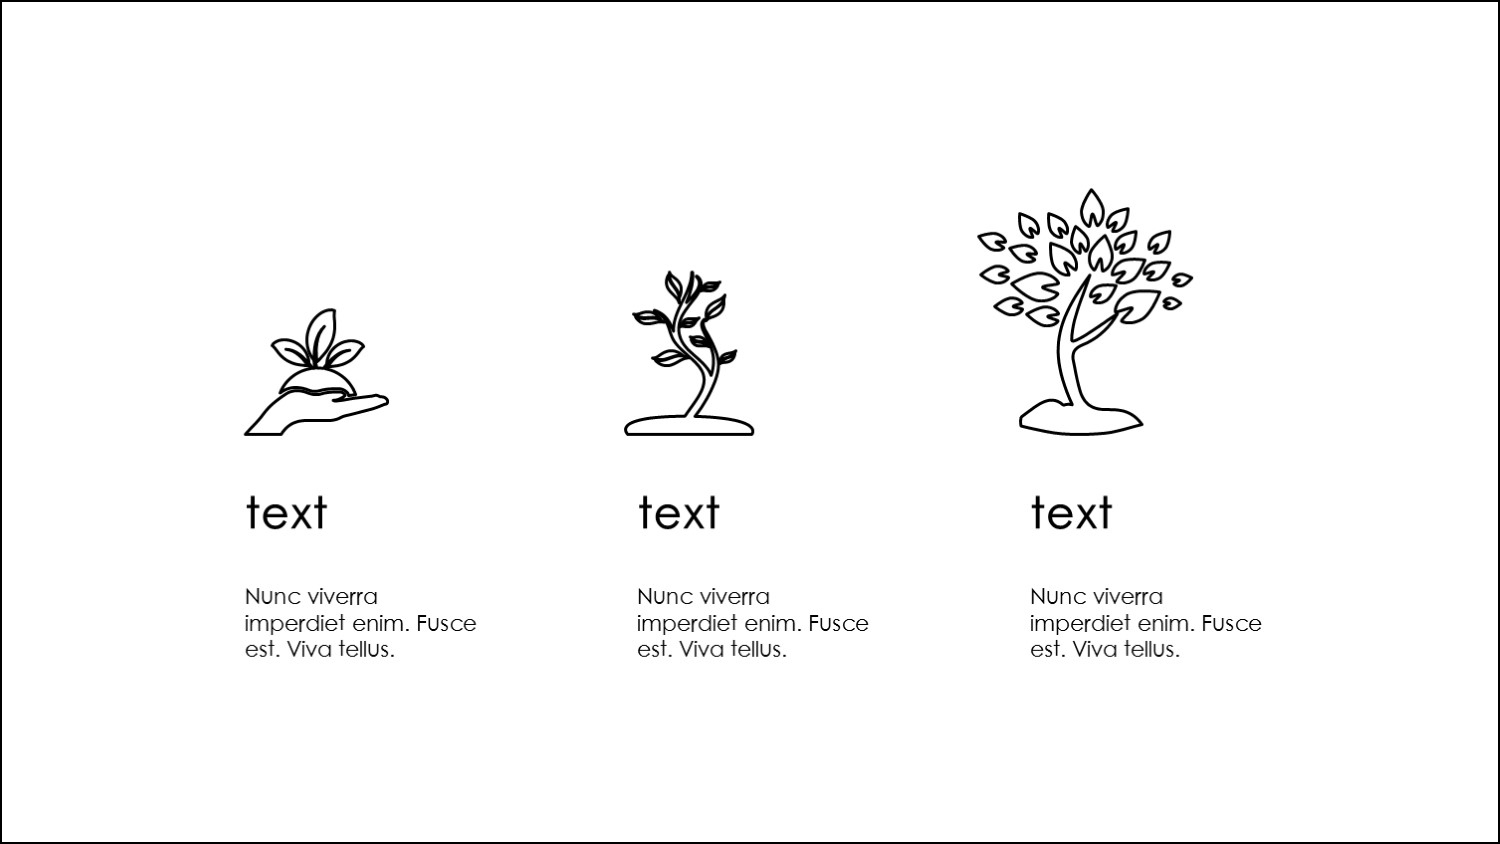 text
Nunc viverra
imperdiet enim. Fusce
est. Viva tellus.
text
Nunc viverra
imperdiet enim. Fusce
est. Viva tellus.
text
Nunc viverra
imperdiet enim. Fusce
est. Viva tellus.